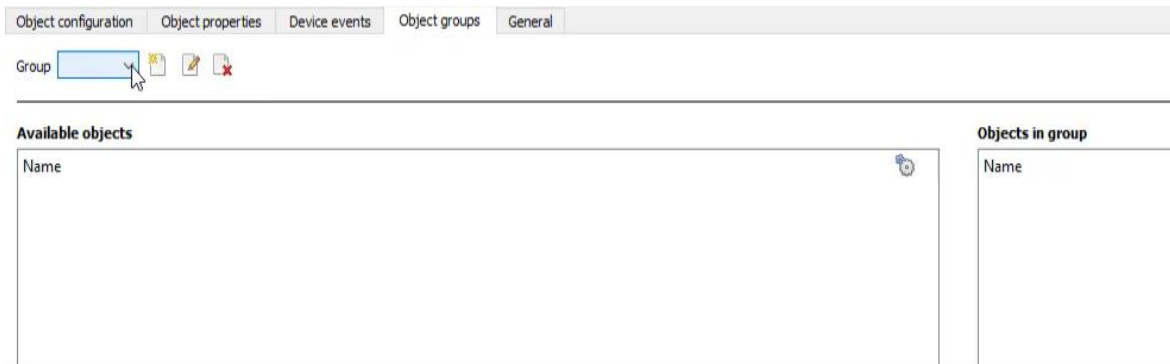 Object configuration Object properties Device events Object groups General
Group
Available objects Objects in group
Name Name